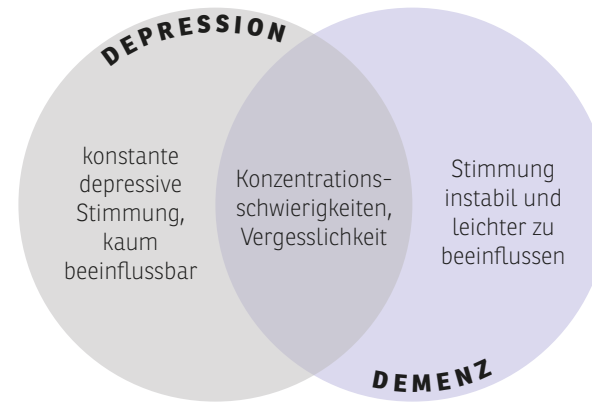 DEPRESSION
konstante
depressive
Stimmung,
kaum
beeinflussbar
Konzentrations-
schwierigkeiten,
Vergesslichkeit
Stimmung
instabil und
leichter zu
beeinflussen
DEMENZ